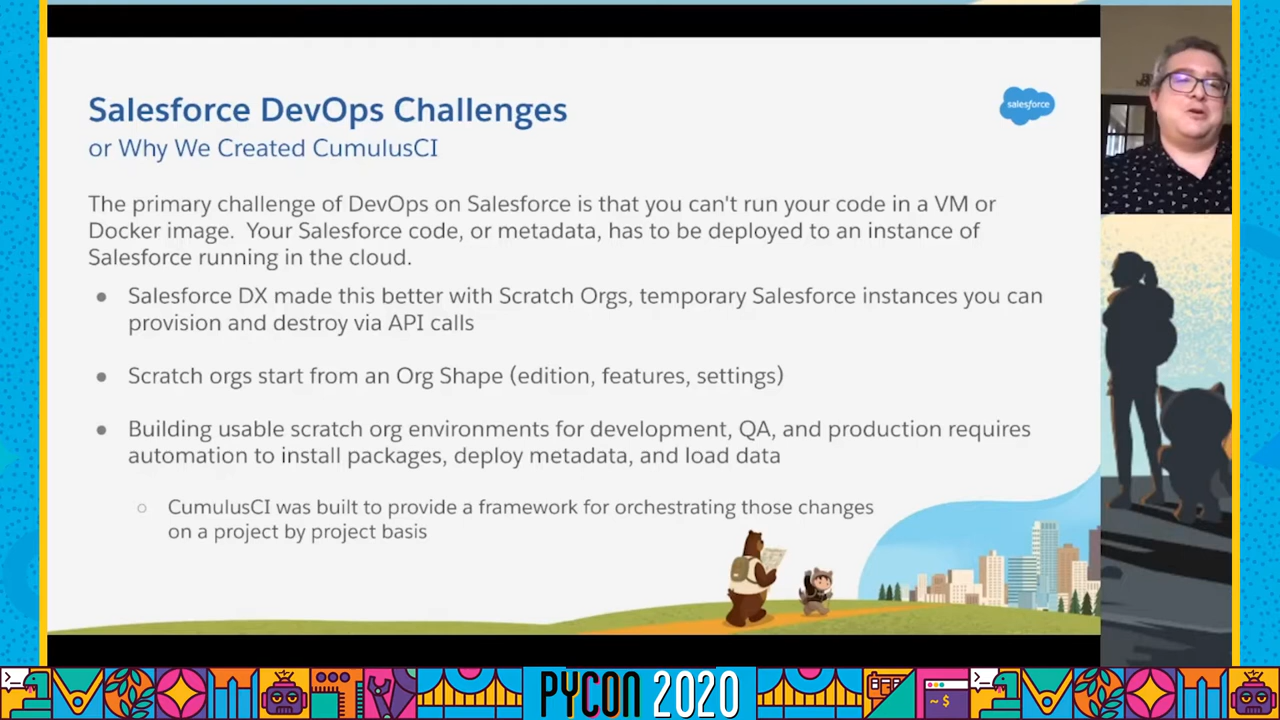 Salesforce DevOps Challenges
or Why We Created CumulusCI
salesforce
The primary challenge of DevOps on Salesforce is that you can't run your code in a VM or
Docker image. Your Salesforce code, or metadata, has to be deployed to an instance of
Salesforce running in the cloud.
Salesforce DX made this better with Scratch Orgs, temporary Salesforce instances you can
provision and destroy via API calls
Scratch orgs start from an Org Shape (edition, features, settings)
Building usable scratch org environments for development, QA, and production requires
automation to install packages, deploy metadata, and load data
CumulusCI was built to provide a framework for orchestrating those changes
on a project by project basis
PYCON 2020
~ $